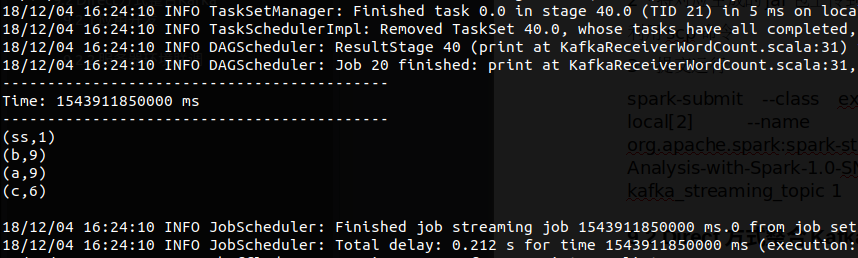 18/12/04 16:24:10 INFO TaskSetManager: Finished task 0.0 in stage 40.0 (TID 21) in 5 ms on loca
18/12/04 16:24:10 INFO TaskSchedulerImpl: Removed TaskSet 40.0, whose tasks have all completed,
18/12/04 16:24:10 INFO DAGScheduler: ResultStage 40 (print at KafkaReceiverWordCount.scala:31)
18/12/04 16:24:10 INFO DAGScheduler: Job 20 finished: print at KafkaReceiverWordCount.scala:31,
-------------------------------------------
Time: 1543911850000 ms
-------------------------------------------
(ss,1)
(b,9)
(a,9)
(c,6)
18/12/04 16:24:10 INFO JobScheduler: Finished job streaming job 1543911850000 ms.0 from job set
18/12/04 16:24:10 INFO JobScheduler: Total delay: 0.212 s for time 1543911850000 ms (execution:
spark-submit --class ex
local[2] --name
org.apache.spark:spark-st
Analysis-with-Spark-1.0-SN
kafka_streaming_topic 1